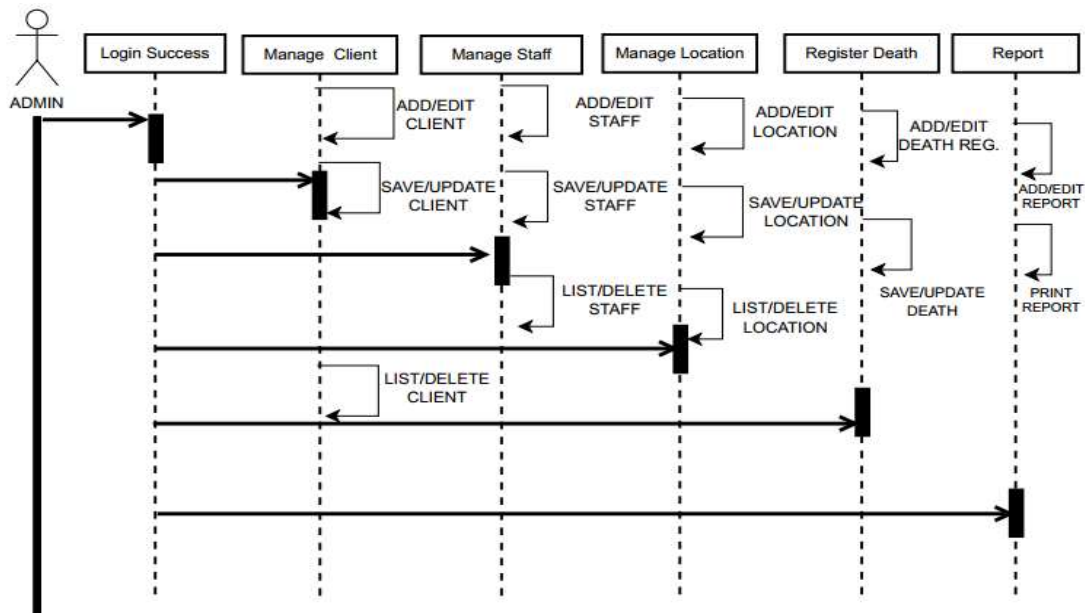 Login Success
Manage Client
Manage Staff
Manage Location
Register Death
Report
ADMIN
ADD/EDIT
CLIENT
ADD/EDIT
STAFF
ADD/EDIT
LOCATION
ADD/EDIT
DEATH REG.
ADD/EDIT
REPORT
SAVE/UPDATE
CLIENT
SAVE/UPDATE
STAFF
SAVE/UPDATE
LOCATION
SAVE/UPDATE
DEATH
PRINT
REPORT
LIST/DELETE
STAFF
LIST/DELETE
LOCATION
LIST/DELETE
CLIENT